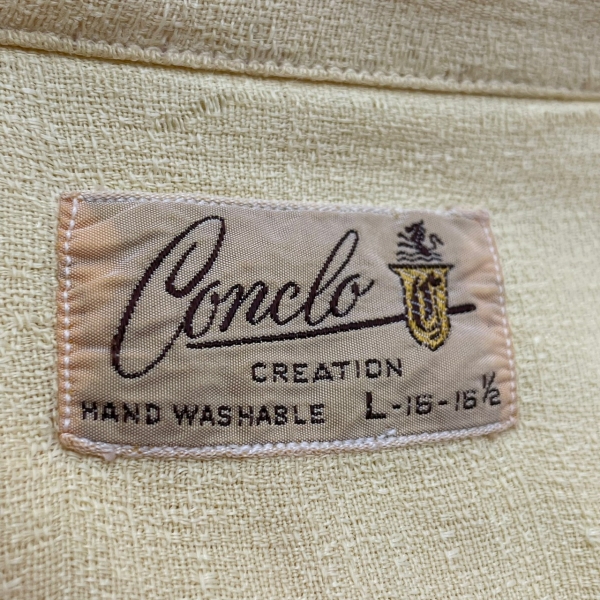 Conclo
CREATION
HAND WASHABLE L-16-16½